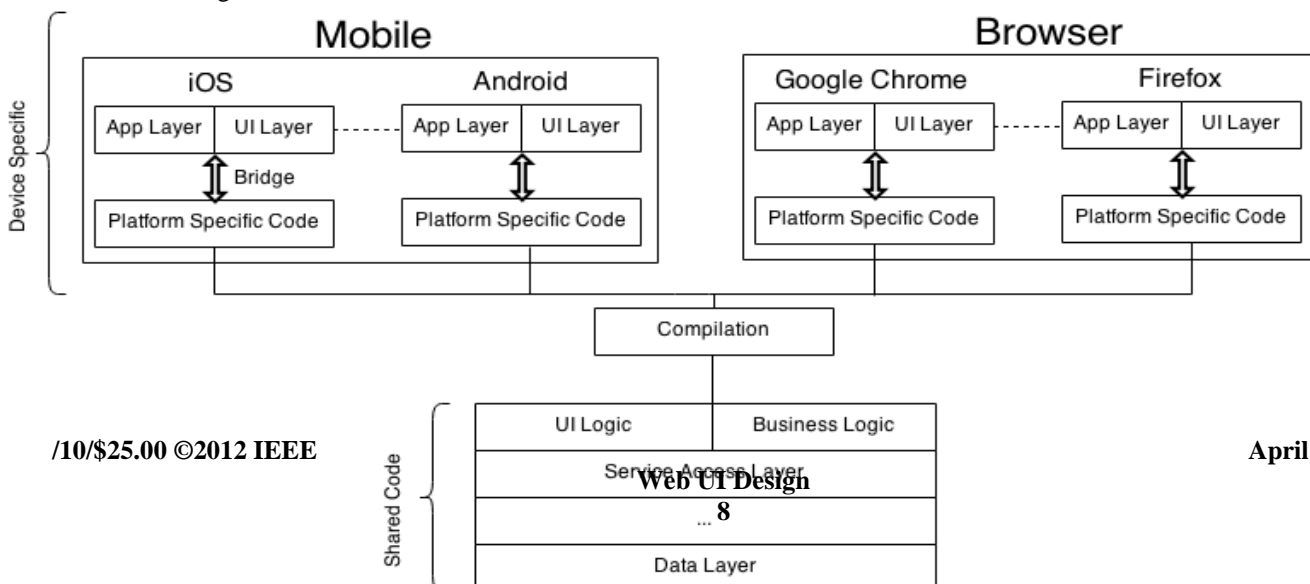 Mobile
Browser
iOS
Android
Google Chrome
Firefox
App Layer
UI Layer
App Layer
UI Layer
App Layer
UI Layer
App Layer
UI Layer
Device Specific
Bridge
Platform Specific Code
Platform Specific Code
Platform Specific Code
Platform Specific Code
Compilation
UI Logic
Business Logic
/10/$25.00 ©2012 IEEE
April
Service Access Layer
Web UI Design
Shared Code
... 8
Data Layer